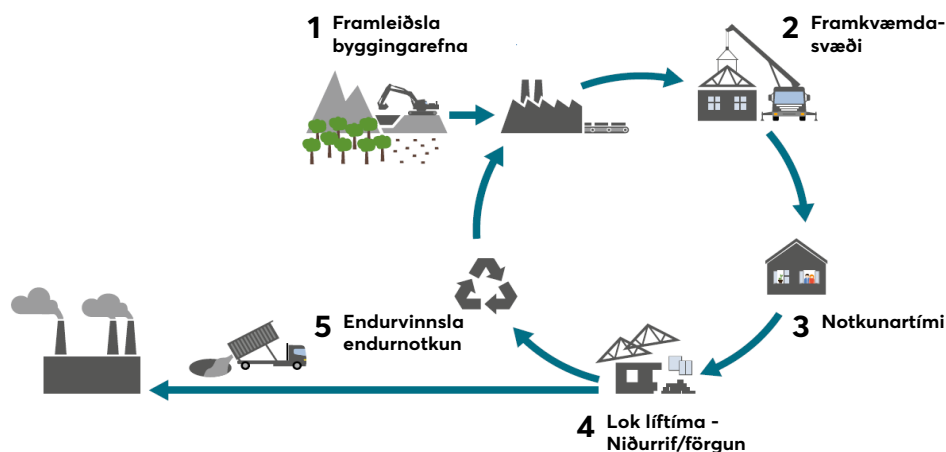 1 Framleiðsla
byggingarefna
2 Framkvæmda-
svæði
3 Notkunartími
4 Lok líftíma -
Niðurrif/förgun
5 Endurvinnsla
endurnotkun